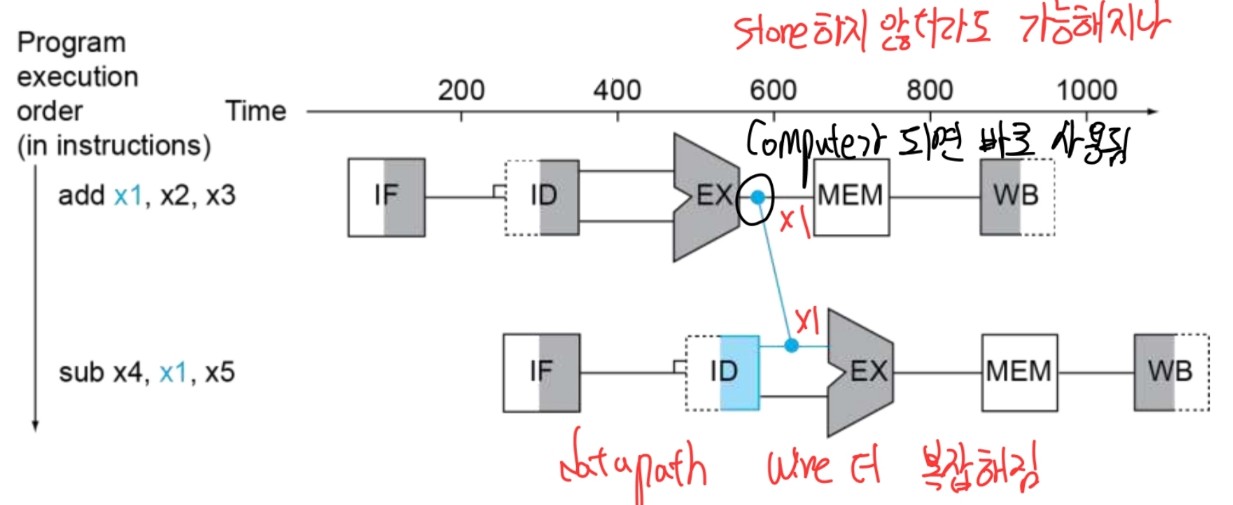 Store하지 않더라도 가능해지나
Program
execution
order
(in instructions)
Time
200 400 600 800 1000
Compute가 되면 바로 사용됨
add x1, x2, x3
IF ID EX MEM WB
x1
x1
sub x4, x1, x5
IF ID EX MEM WB
datapath wire 더 복잡해짐